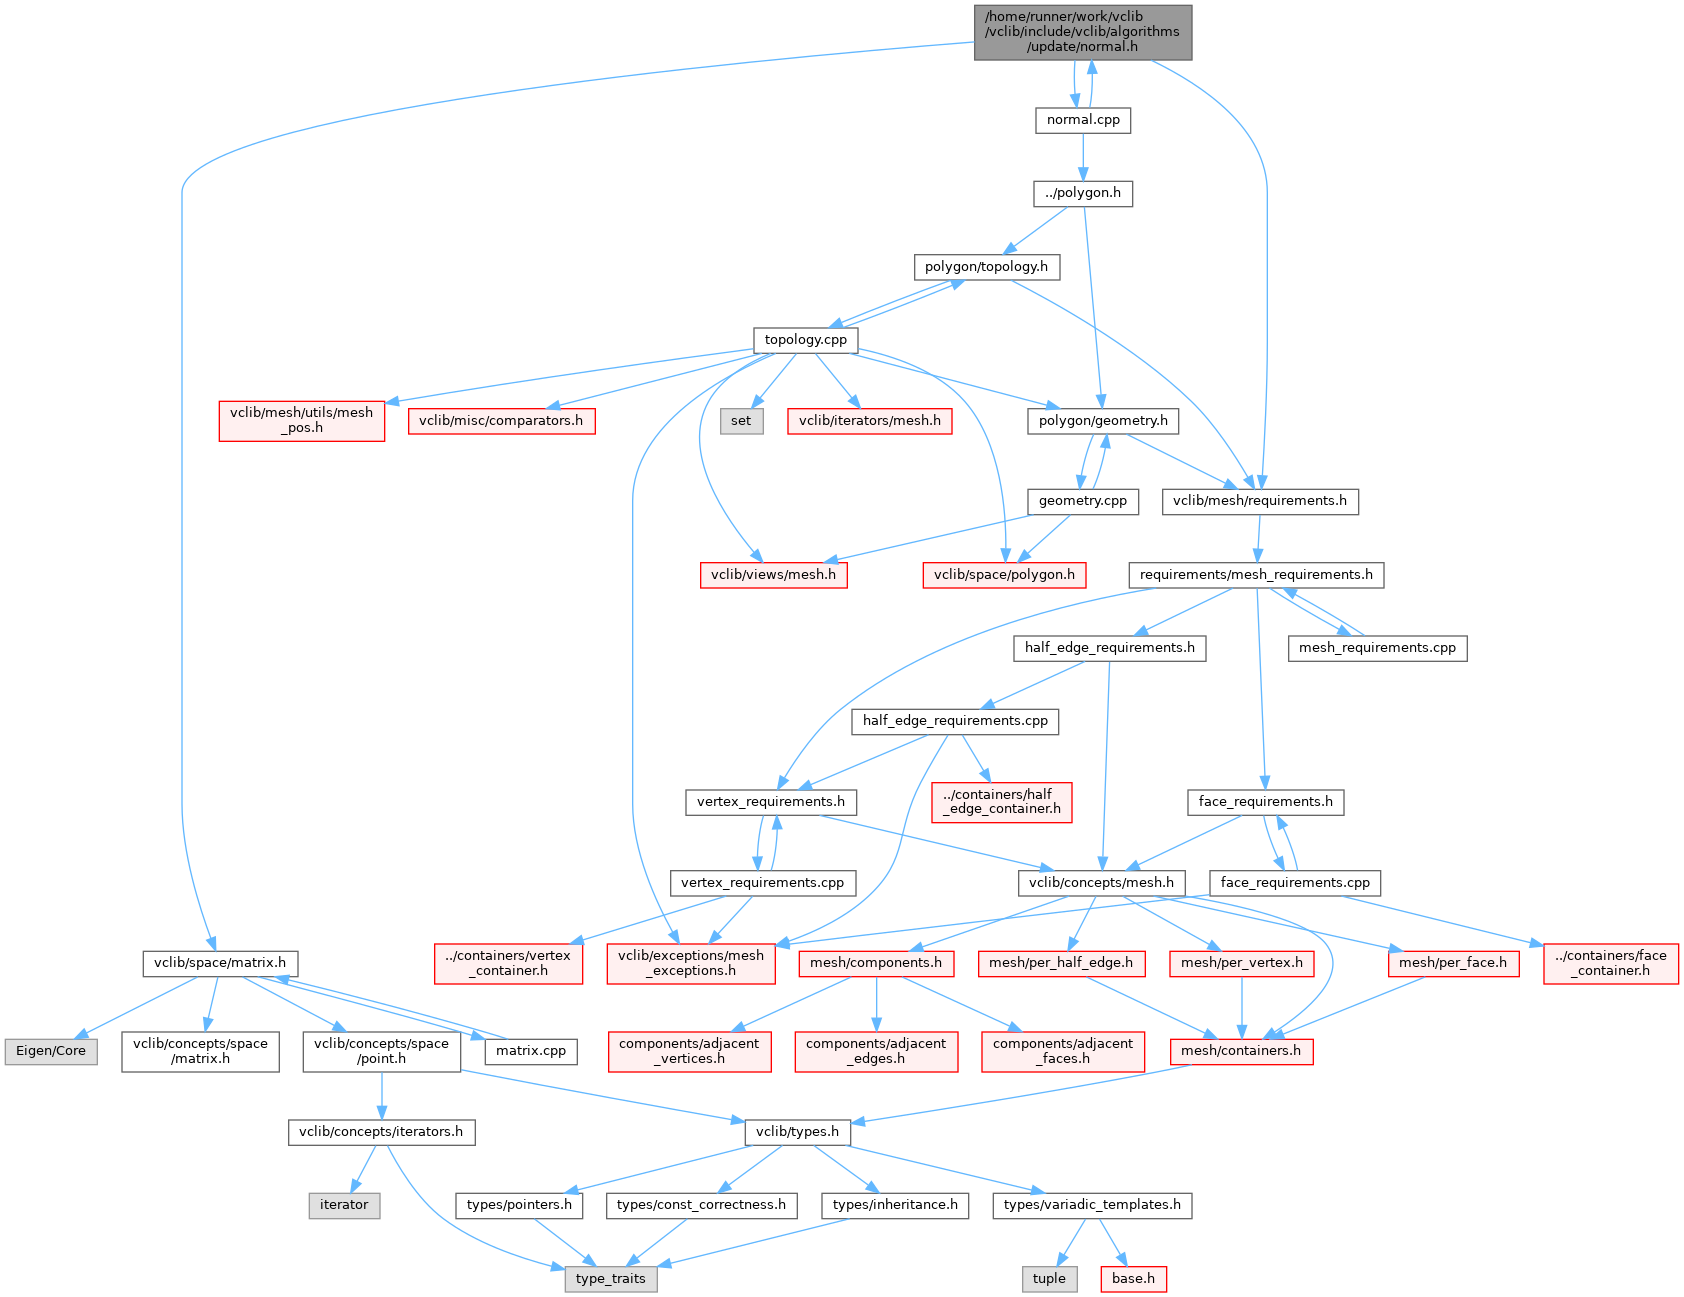 /home/runner/work/vclib
/vclib/include/vclib/algorithms
/update/normal.h
normal.cpp
../polygon.h
polygon/topology.h
topology.cpp
vclib/mesh/utils/mesh
_pos.h
vclib/misc/comparators.h
set
vclib/iterators/mesh.h
polygon/geometry.h
geometry.cpp
vclib/mesh/requirements.h
vclib/views/mesh.h
vclib/space/polygon.h
requirements/mesh_requirements.h
half_edge_requirements.h
mesh_requirements.cpp
half_edge_requirements.cpp
vertex_requirements.h
../containers/half
_edge_container.h
face_requirements.h
vertex_requirements.cpp
vclib/concepts/mesh.h
face_requirements.cpp
vclib/space/matrix.h
../containers/vertex
_container.h
vclib/exceptions/mesh
_exceptions.h
mesh/components.h
mesh/per_half_edge.h
mesh/per_vertex.h
mesh/per_face.h
../containers/face
_container.h
Eigen/Core
vclib/concepts/space
/matrix.h
vclib/concepts/space
/point.h
matrix.cpp
components/adjacent
_vertices.h
components/adjacent
_edges.h
components/adjacent
_faces.h
mesh/containers.h
vclib/concepts/iterators.h
vclib/types.h
iterator
types/pointers.h
types/const_correctness.h
types/inheritance.h
types/variadic_templates.h
type_traits
tuple
base.h